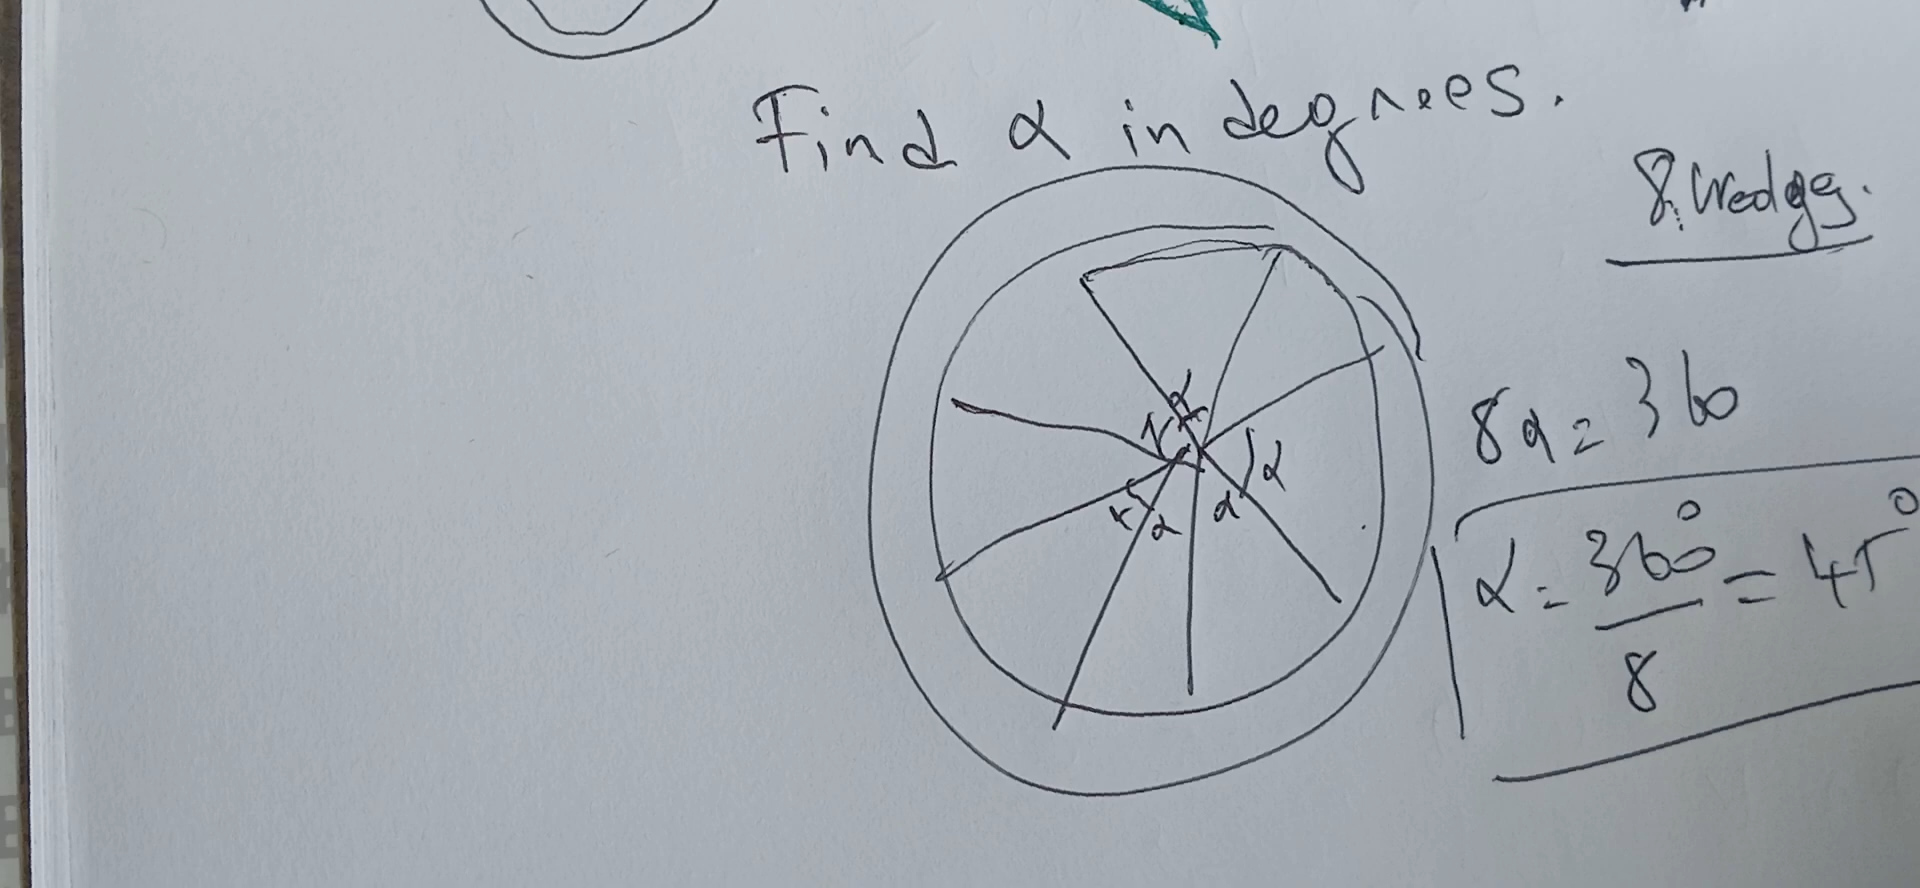 Find α in degrees.
8 Wedges.
α
α
α
α
α
α
8α = 360
α = 360° / 8 = 45°